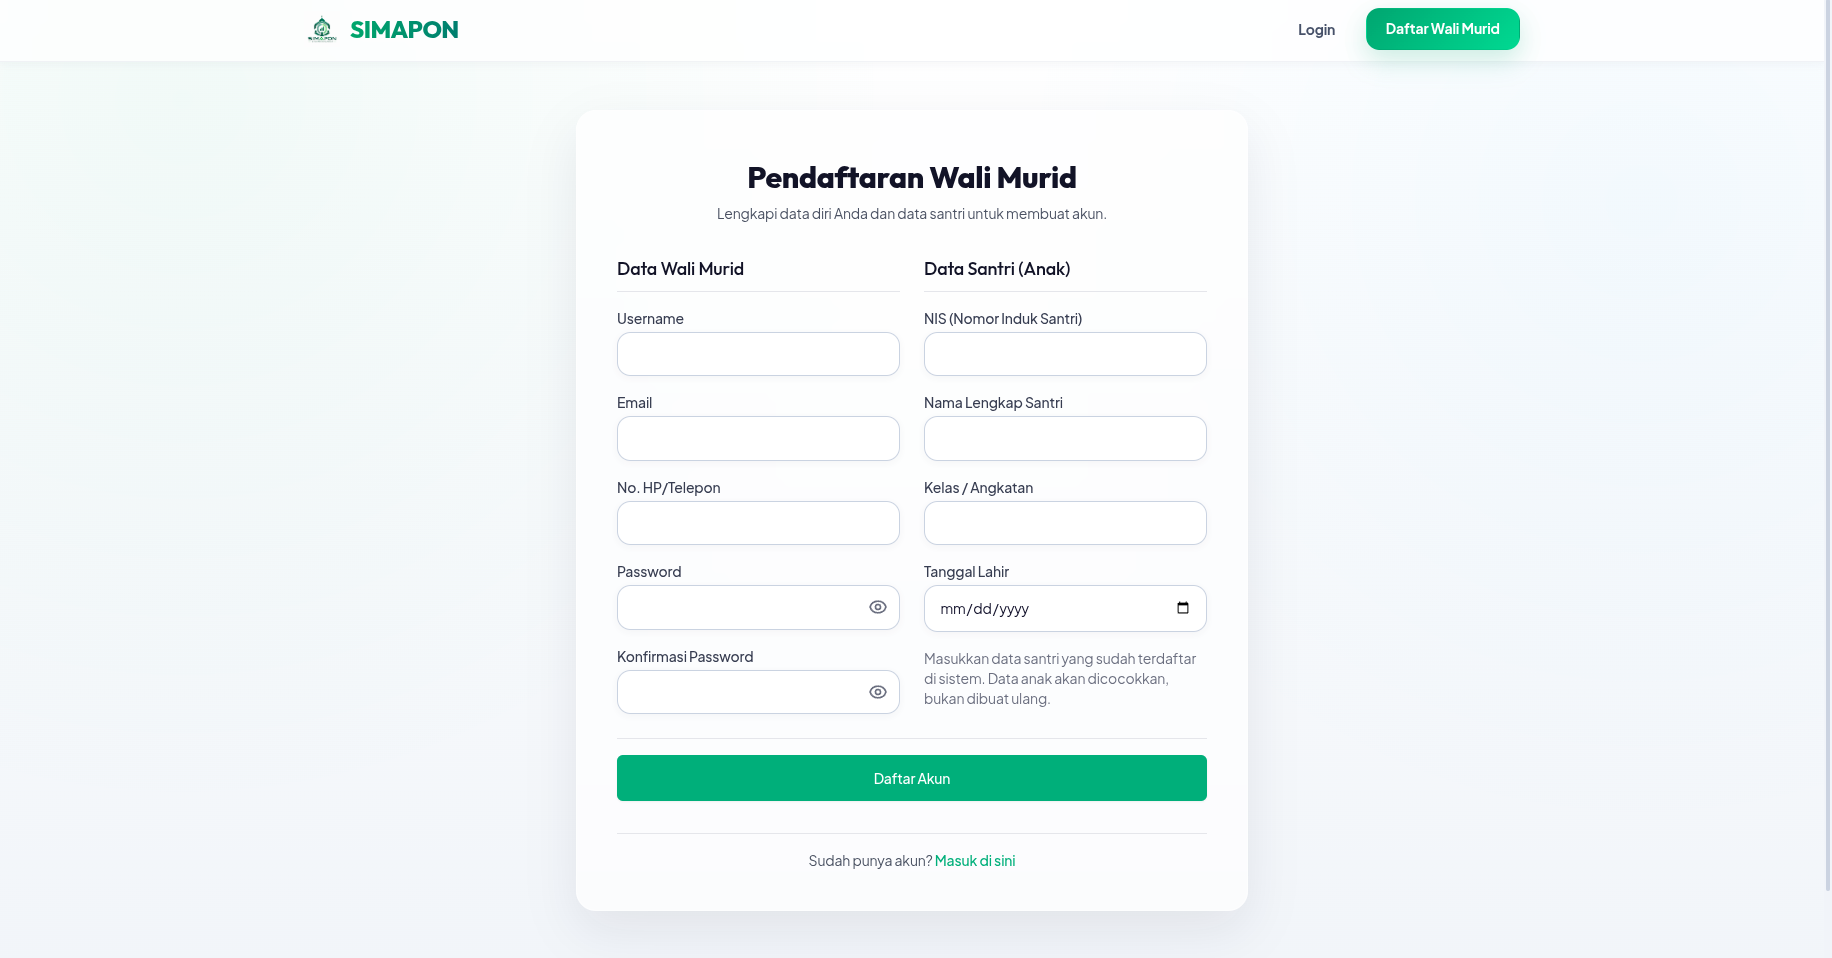 SIMAPON
SIMAPON
Login
Daftar Wali Murid
Pendaftaran Wali Murid
Lengkapi data diri Anda dan data santri untuk membuat akun.
Data Wali Murid
Username
Email
No. HP/Telepon
Password
Konfirmasi Password
Data Santri (Anak)
NIS (Nomor Induk Santri)
Nama Lengkap Santri
Kelas / Angkatan
Tanggal Lahir
mm/dd/yyyy
Masukkan data santri yang sudah terdaftar
di sistem. Data anak akan dicocokkan,
bukan dibuat ulang.
Daftar Akun
Sudah punya akun? Masuk di sini